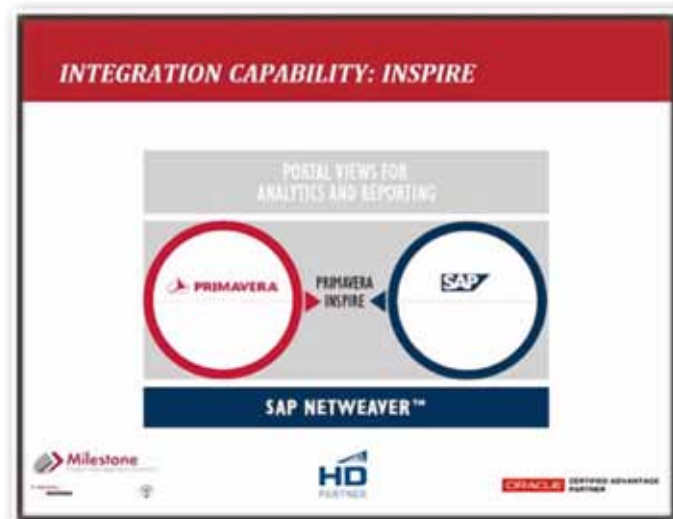 INTEGRATION CAPABILITY: INSPIRE
PORTAL VIEWS FOR
ANALYTICS AND REPORTING
PRIMAVERA
PRIMAVERA
INSPIRE
SAP
SAP NETWEAVER™
Milestone
HD
PARTNER
ORACLE
CERTIFIED ADVANTAGE
PARTNER